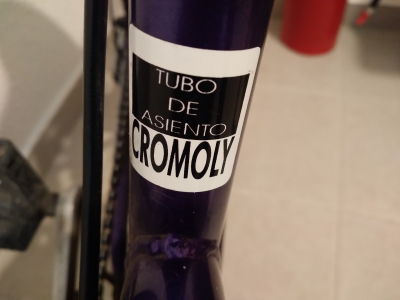 TUBO
DE
ASIENTO
CROMOLY